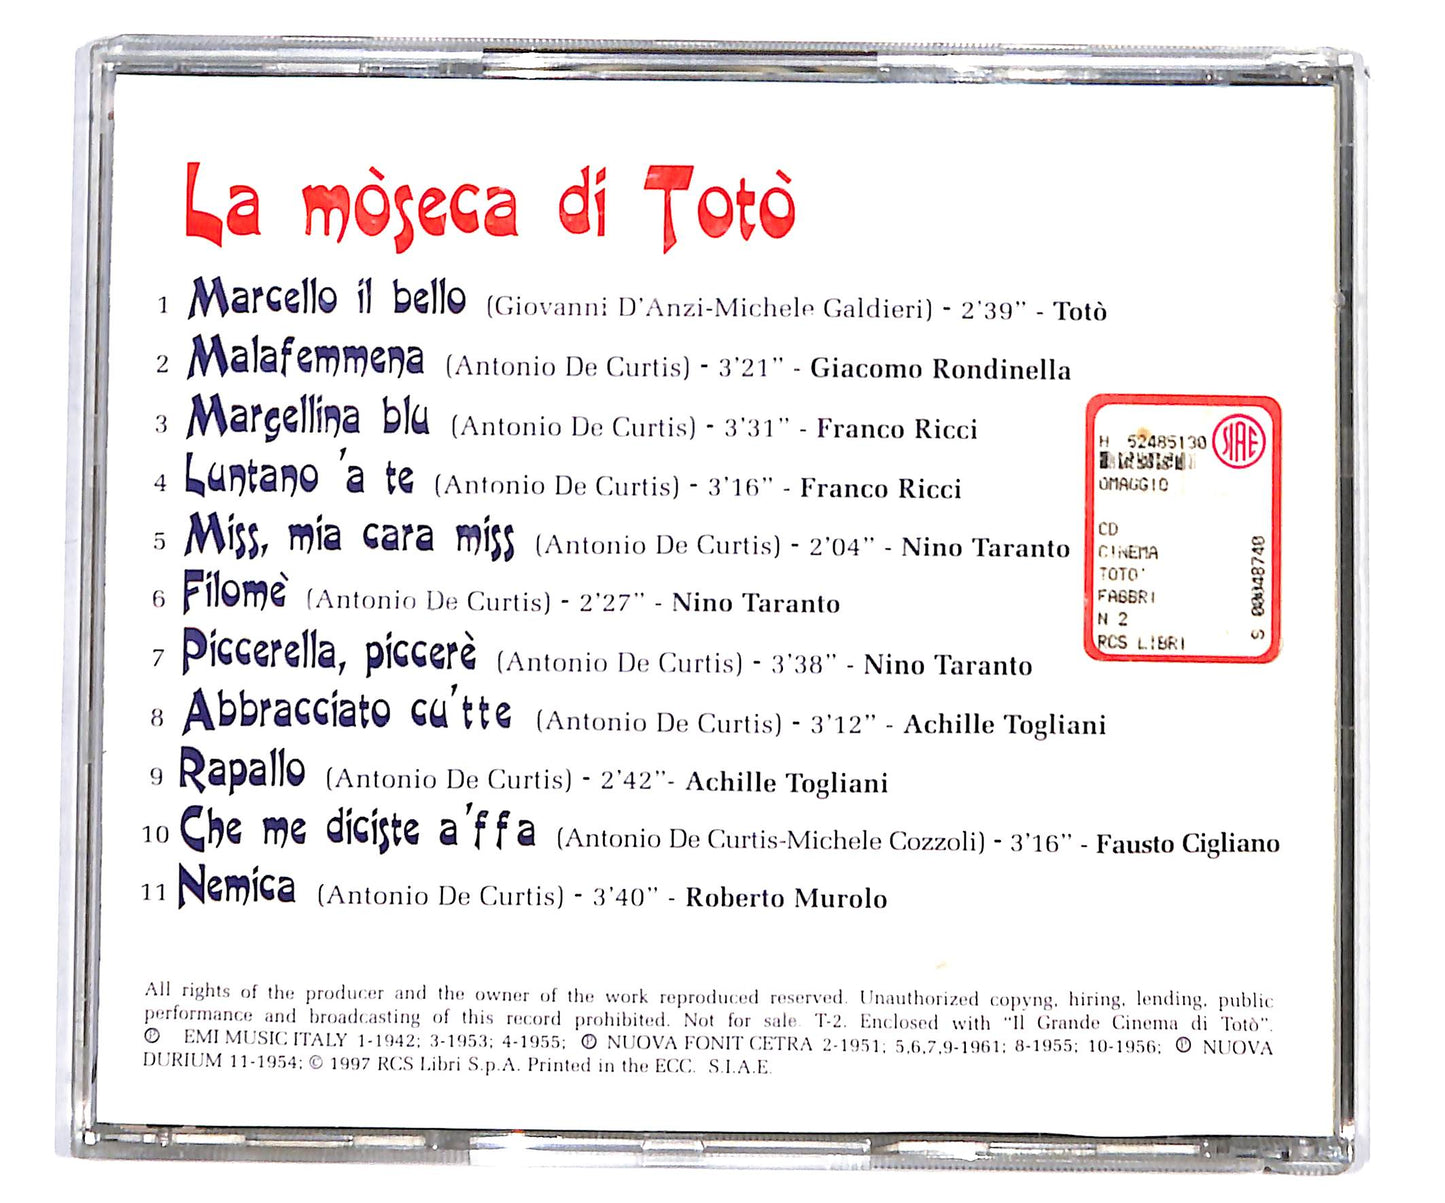 La mòseca di Totò
1 Marcello il bello (Giovanni D'Anzi-Michele Galdieri) - 2'39" - Totò
2 Malafemmena (Antonio De Curtis) - 3'21" - Giacomo Rondinella
3 Margellina blu (Antonio De Curtis) - 3'31" - Franco Ricci
4 Luntano 'a te (Antonio De Curtis) - 3'16" - Franco Ricci
5 Miss, mia cara miss (Antonio De Curtis) - 2'04" - Nino Taranto
6 Filomè (Antonio De Curtis) - 2'27" - Nino Taranto
7 Piccerella, piccerè (Antonio De Curtis) - 3'38" - Nino Taranto
8 Abbracciato cu'tte (Antonio De Curtis) - 3'12" - Achille Togliani
9 Rapallo (Antonio De Curtis) - 2'42"- Achille Togliani
10 Che me diciste a'ffa (Antonio De Curtis-Michele Cozzoli) - 3'16" - Fausto Cigliano
11 Nemica (Antonio De Curtis) - 3'40" - Roberto Murolo
H 52485130
SIAE
OMAGGIO
CD
CINEMA
TOTO'
FABBRI
N 2
RCS LIBRI
All rights of the producer and the owner of the work reproduced reserved. Unauthorized copyng, hiring, lending, public
performance and broadcasting of this record prohibited. Not for sale. T-2. Enclosed with "Il Grande Cinema di Totò".
℗ EMI MUSIC ITALY 1-1942; 3-1953; 4-1955; ℗ NUOVA FONIT CETRA 2-1951; 5,6,7,9-1961; 8-1955; 10-1956; ℗ NUOVA
DURIUM 11-1954; © 1997 RCS Libri S.p.A. Printed in the ECC. S.I.A.E.